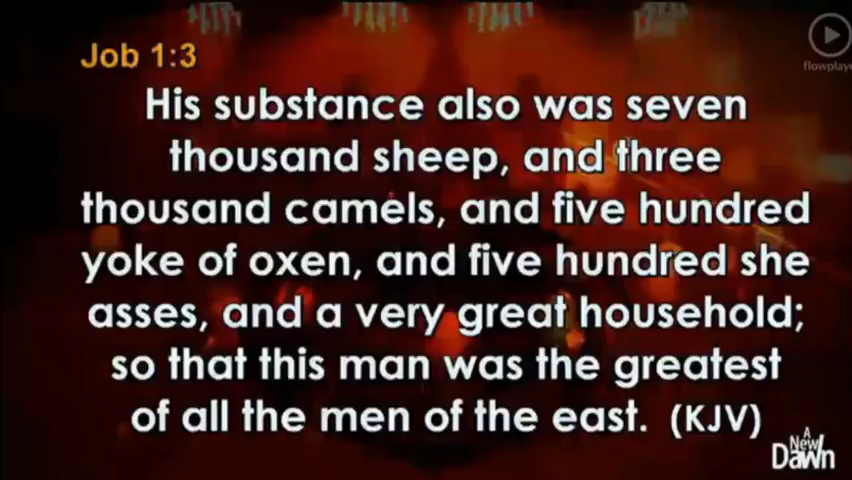 Job 1:3
flowplaye
His substance also was seven
thousand sheep, and three
thousand camels, and five hundred
yoke of oxen, and five hundred she
asses, and a very great household;
so that this man was the greatest
of all the men of the east. (KJV)
A
New
Dawn